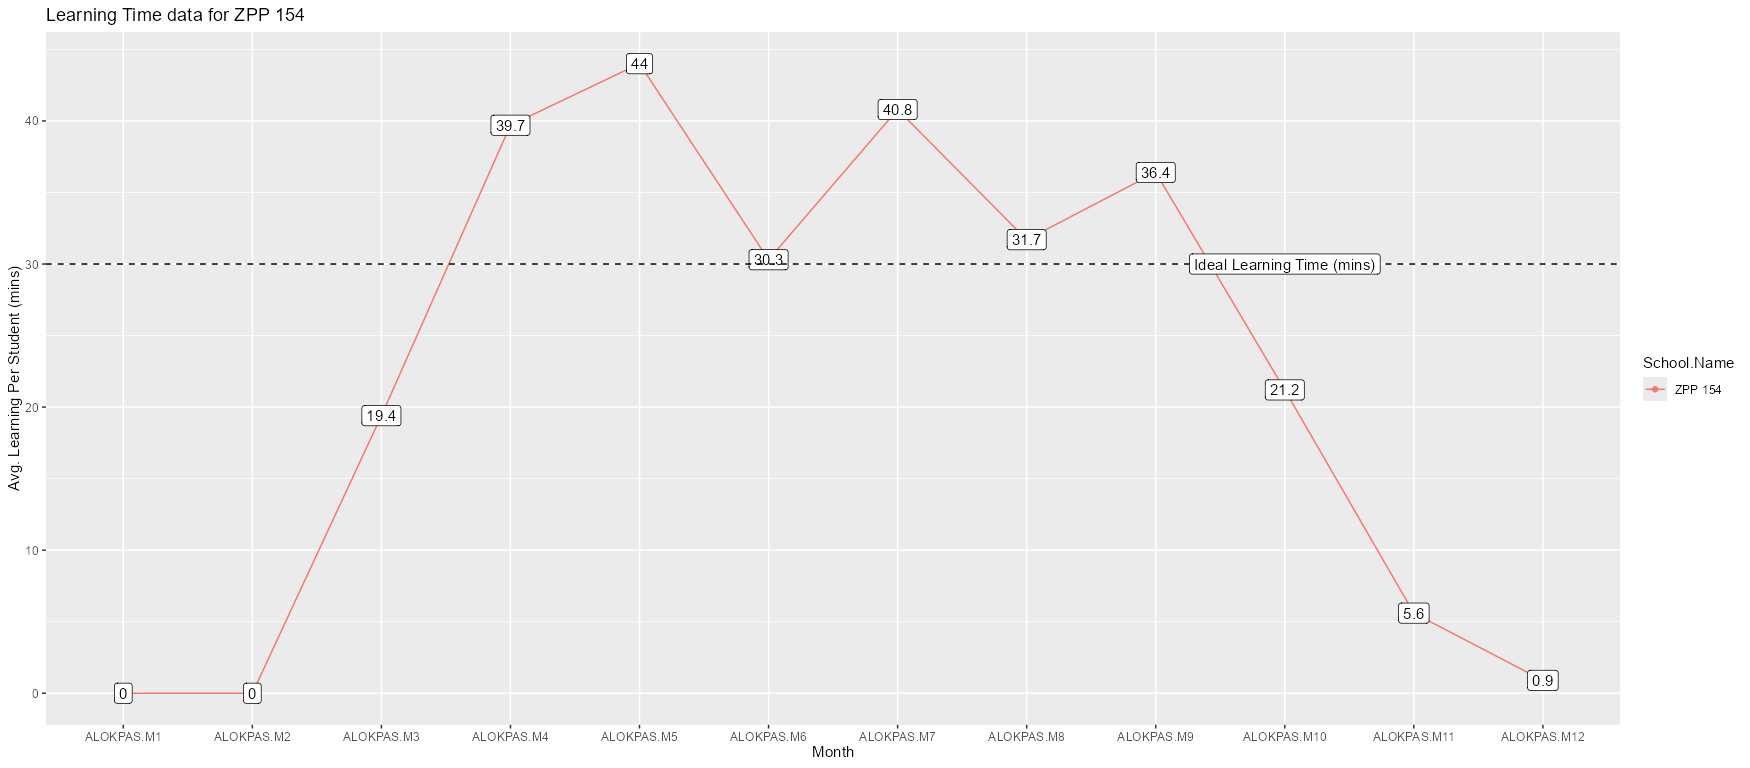 Learning Time data for ZPP 154
44
40.8
40
39.7
36.4
31.7
30.3
30
Ideal Learning Time (mins)
21.2
20
19.4
10
5.6
0.9
0
0
0
Avg. Learning Per Student (mins)
ALOKPAS.M1 ALOKPAS.M2 ALOKPAS.M3 ALOKPAS.M4 ALOKPAS.M5 ALOKPAS.M6 ALOKPAS.M7 ALOKPAS.M8 ALOKPAS.M9 ALOKPAS.M10 ALOKPAS.M11 ALOKPAS.M12
Month
School.Name
ZPP 154